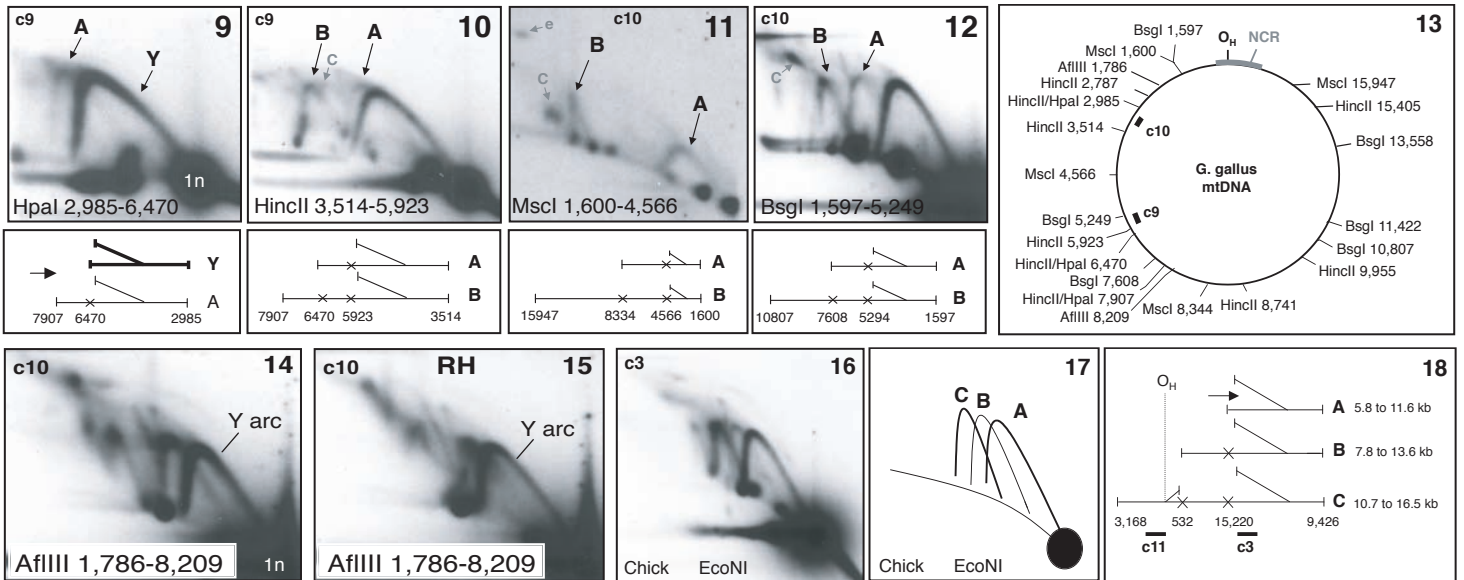 c9
9
A
Y
1n
HpaI 2,985-6,470
Y
A
7907 6470 2985
c9
10
B
C
A
HincII 3,514-5,923
A
B
7907 6470 5923 3514
c10
11
e
B
C
A
MscI 1,600-4,566
A
B
15947 8334 4566 1600
c10
12
B
A
C
BsgI 1,597-5,249
A
B
10807 7608 5294 1597
13
OH NCR
BsgI 1,597
MscI 1,600
AflIII 1,786
HincII 2,787
HincII/HpaI 2,985
HincII 3,514
c10
MscI 4,566
G. gallus
mtDNA
BsgI 5,249
c9
HincII 5,923
HincII/HpaI 6,470
BsgI 7,608
HincII/HpaI 7,907
AflIII 8,209
MscI 8,344
HincII 8,741
HincII 9,955
BsgI 10,807
BsgI 11,422
BsgI 13,558
HincII 15,405
MscI 15,947
c10
14
Y arc
AflIII 1,786-8,209
1n
c10
RH
15
Y arc
AflIII 1,786-8,209
c3
16
Chick EcoNI
17
C B A
Chick EcoNI
18
OH
A 5.8 to 11.6 kb
B 7.8 to 13.6 kb
C 10.7 to 16.5 kb
3,168 532 15,220 9,426
c11 c3